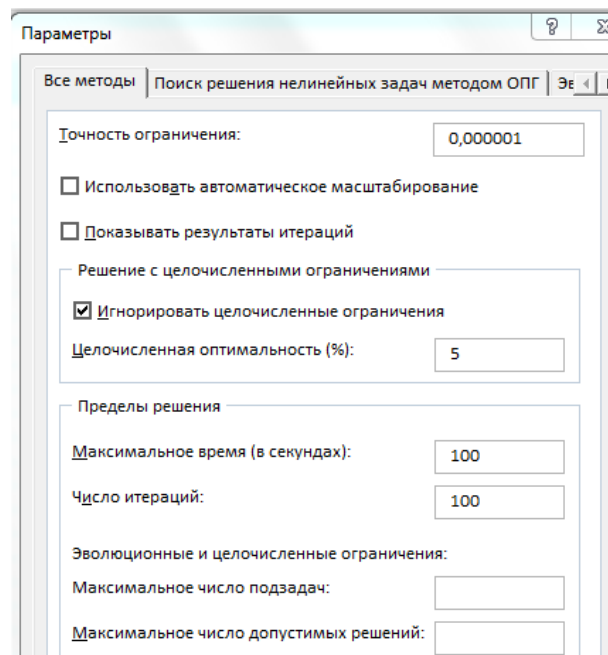 Параметры
Все методы Поиск решения нелинейных задач методом ОПГ Эв
Точность ограничения: 0,000001
Использовать автоматическое масштабирование
Показывать результаты итераций
Решение с целочисленными ограничениями
Игнорировать целочисленные ограничения
Целочисленная оптимальность (%): 5
Пределы решения
Максимальное время (в секундах): 100
Число итераций: 100
Эволюционные и целочисленные ограничения:
Максимальное число подзадач:
Максимальное число допустимых решений: